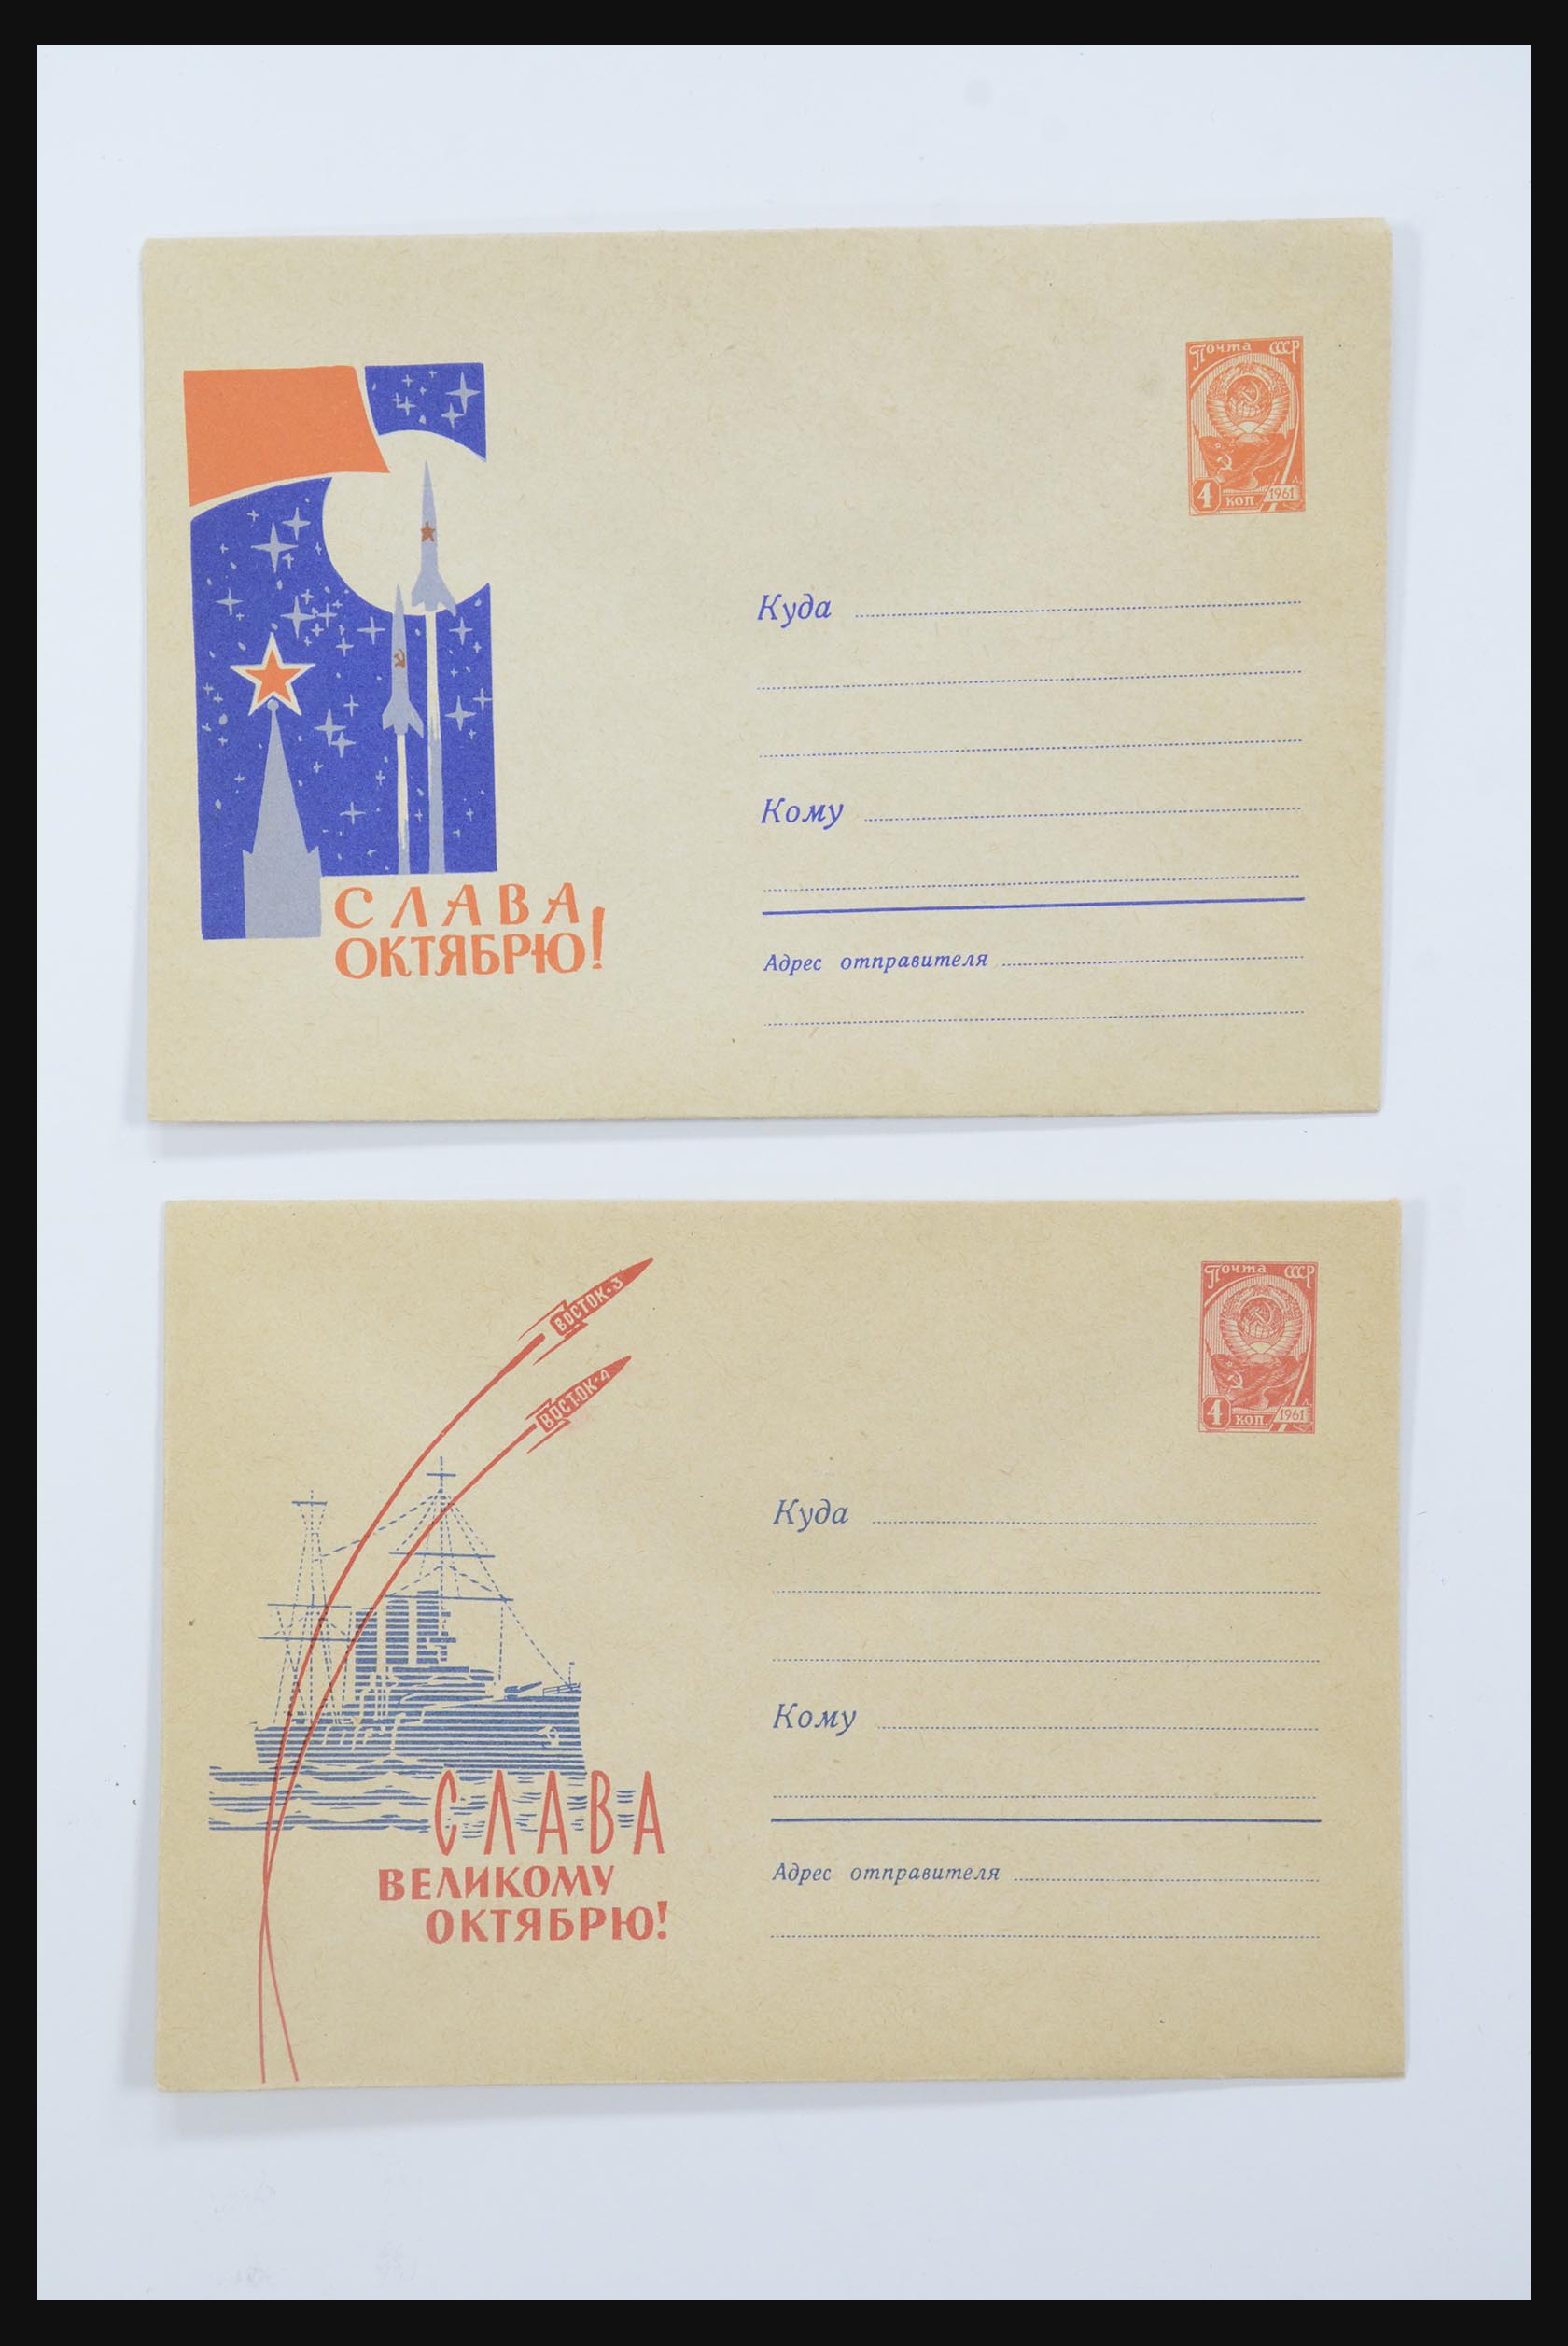 Почта СССР
4 коп. 1961
Куда
Кому
СЛАВА
ОКТЯБРЮ!
Адрес отправителя
ВОСТОК-3
ВОСТОК-4
Почта СССР
4 коп. 1961
Куда
Кому
СЛАВА
ВЕЛИКОМУ
ОКТЯБРЮ!
Адрес отправителя